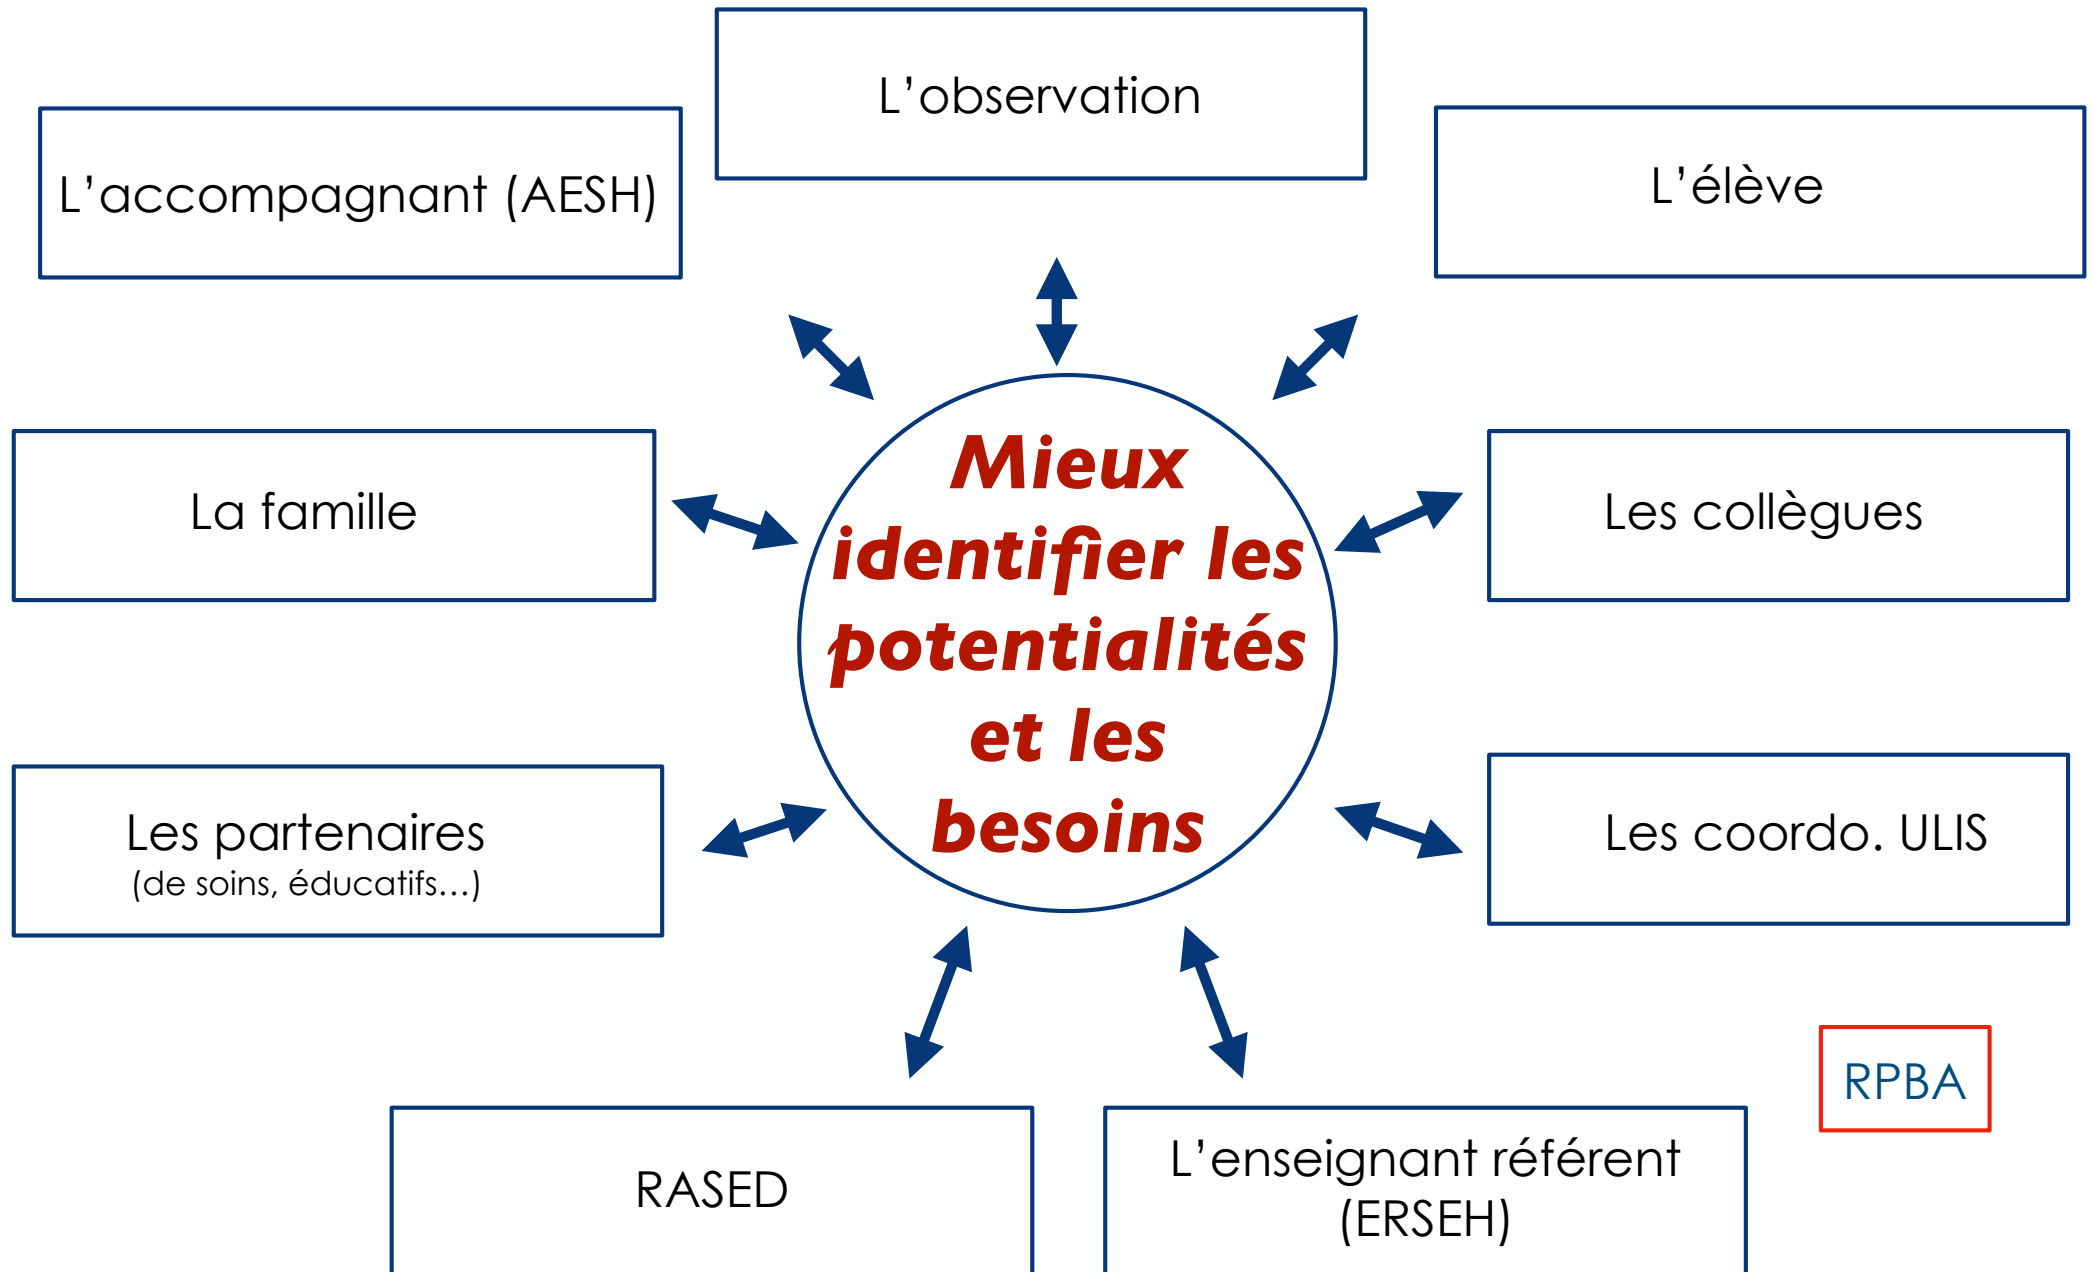 L’observation
L’accompagnant (AESH)
L’élève
Mieux
identifier les
potentialités
et les
besoins
La famille
Les collègues
Les partenaires
(de soins, éducatifs…)
Les coordo. ULIS
RPBA
RASED
L’enseignant référent
(ERSEH)